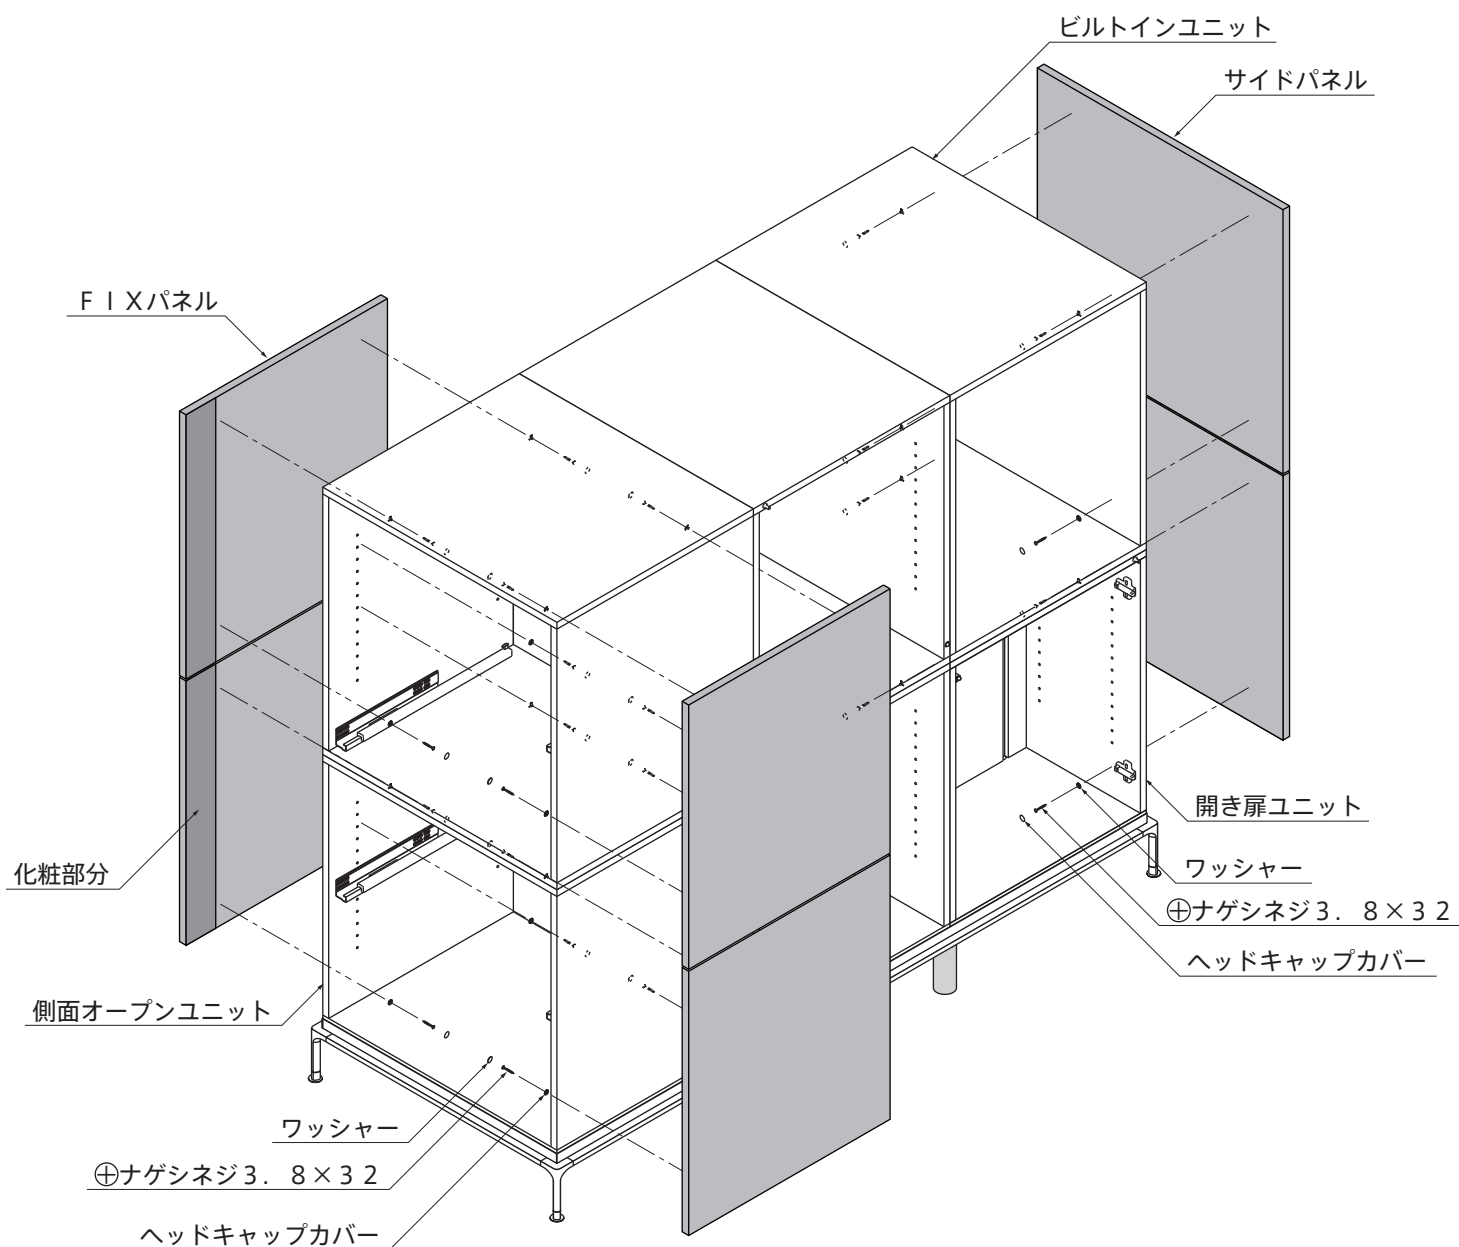 ビルトインユニット
サイドパネル
ＦＩＸパネル
化粧部分
開き扉ユニット
ワッシャー
⊕ナゲシネジ３．８×３２
ヘッドキャップカバー
側面オープンユニット
ワッシャー
⊕ナゲシネジ３．８×３２
ヘッドキャップカバー